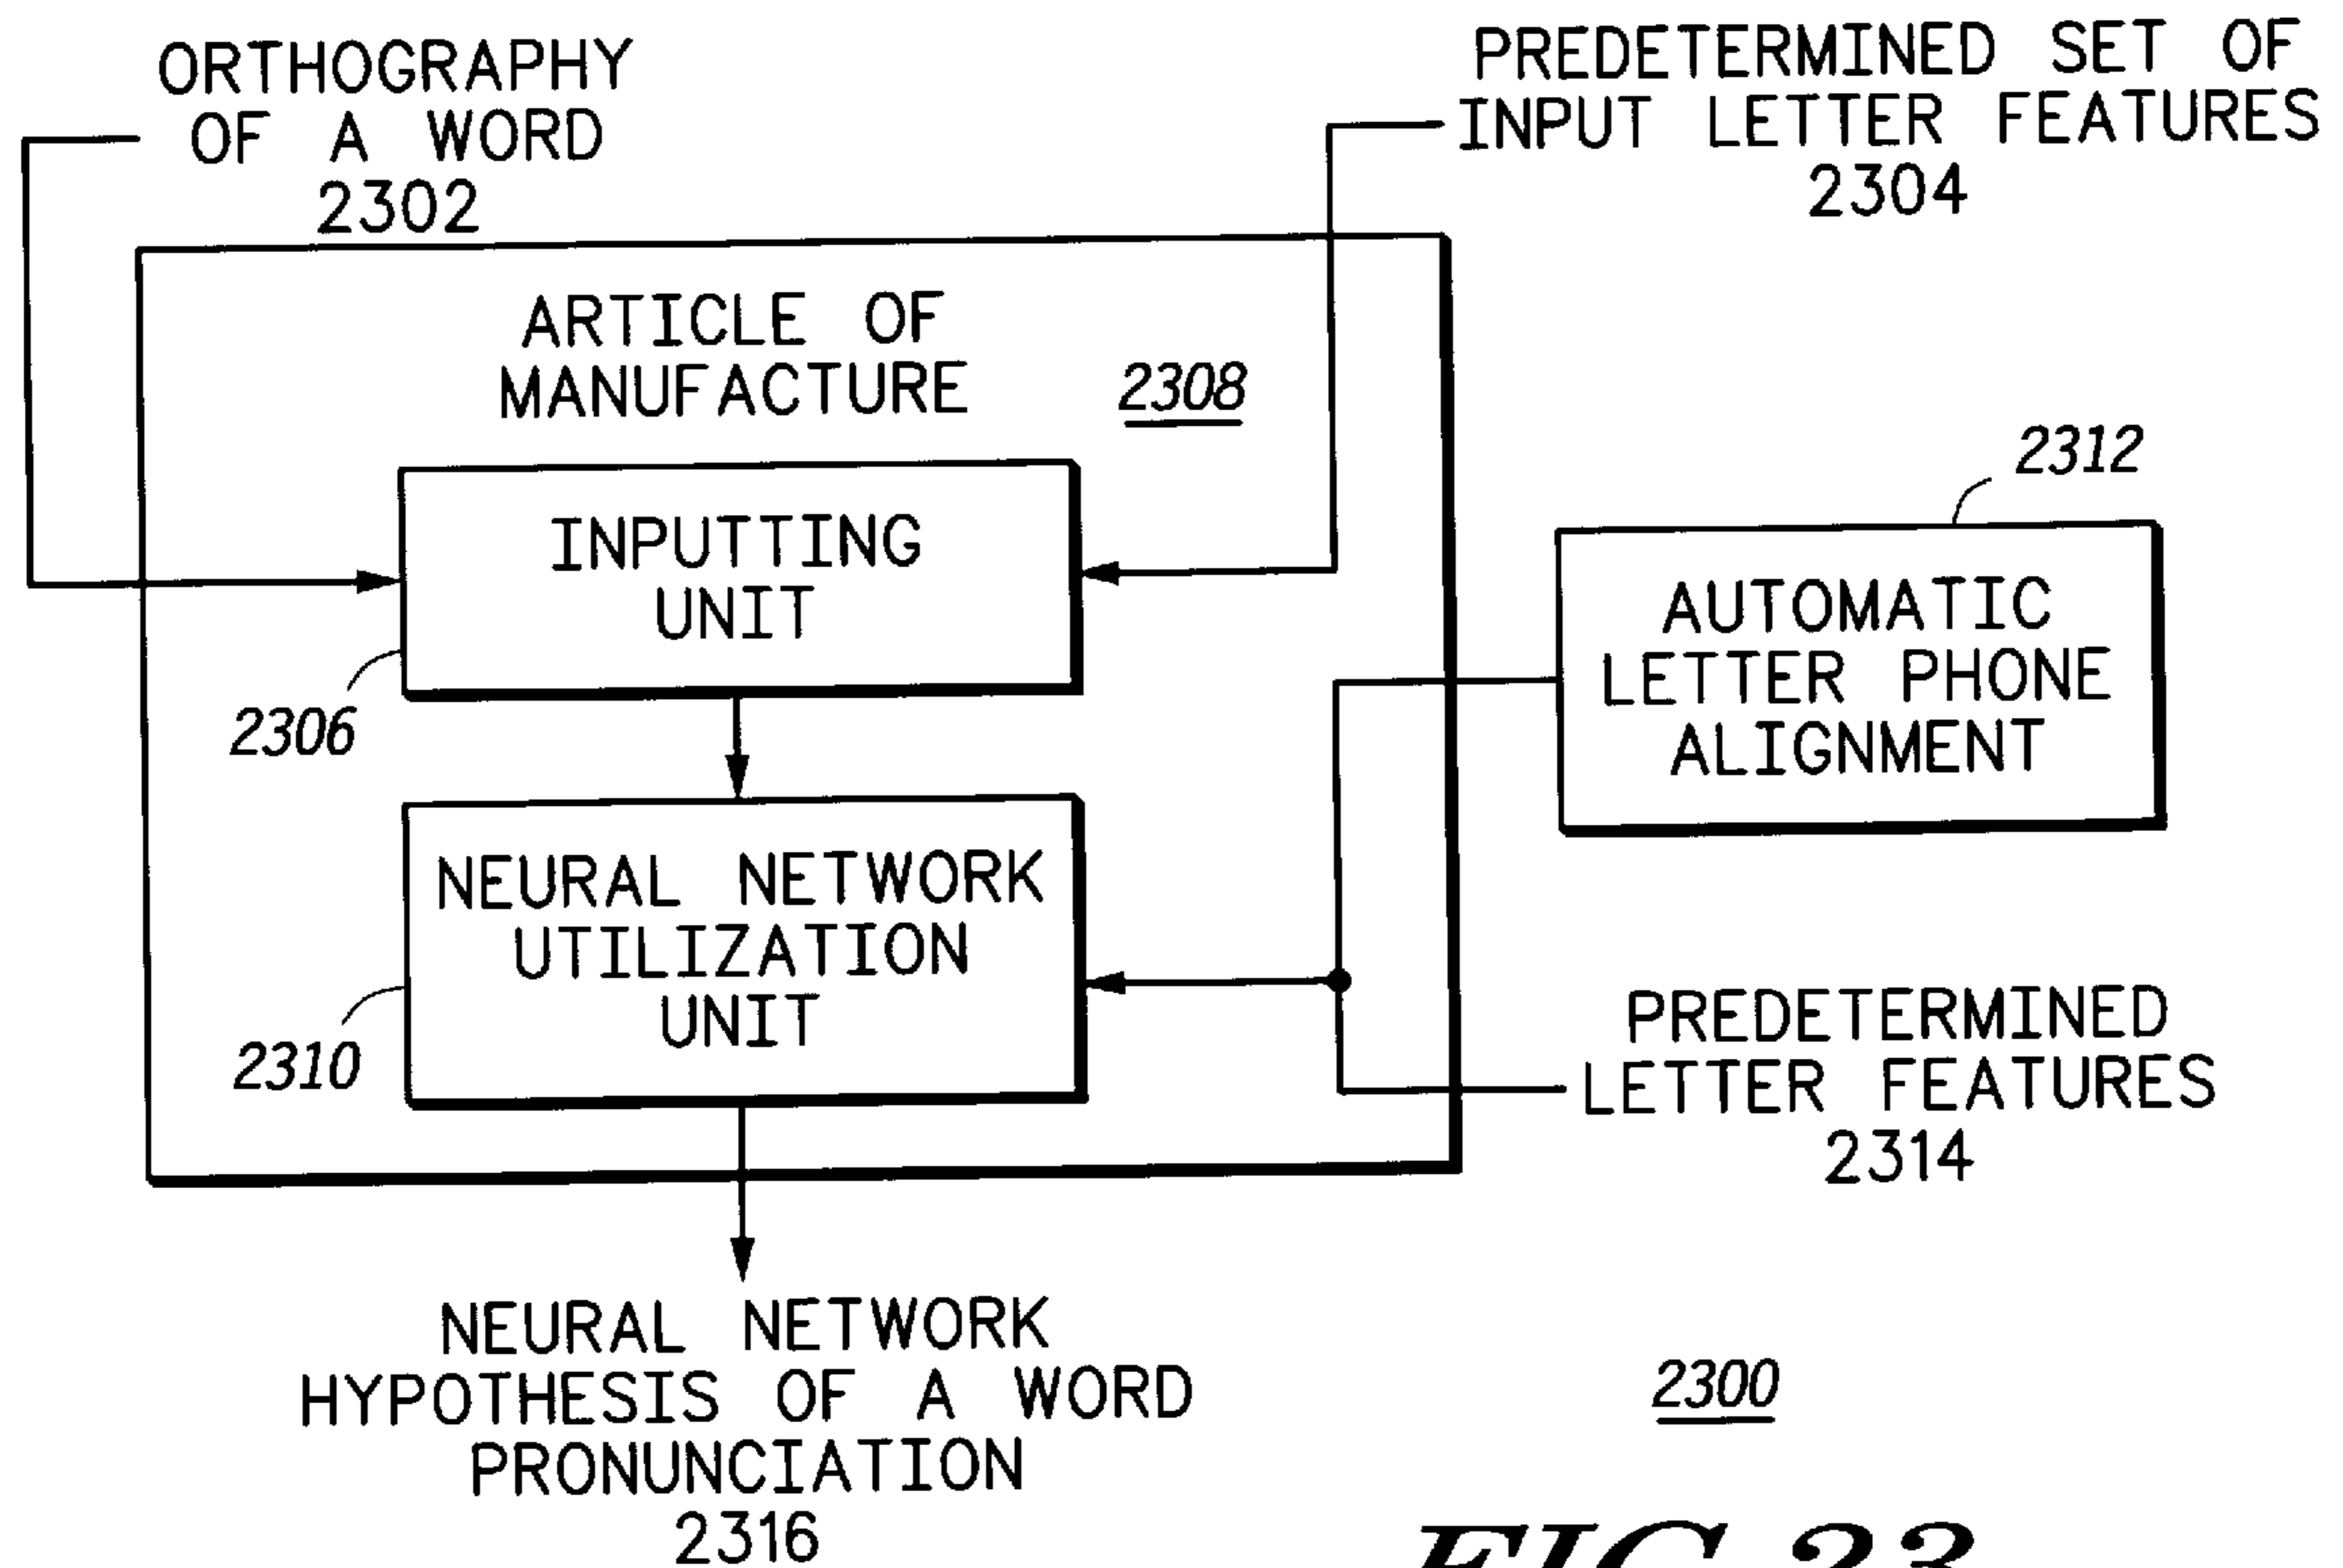 ORTHOGRAPHY
OF A WORD
2302
PREDETERMINED SET OF
INPUT LETTER FEATURES
2304
ARTICLE OF
MANUFACTURE
2308
INPUTTING
UNIT
2306
2312
AUTOMATIC
LETTER PHONE
ALIGNMENT
NEURAL NETWORK
UTILIZATION
UNIT
2310
PREDETERMINED
LETTER FEATURES
2314
NEURAL NETWORK
HYPOTHESIS OF A WORD
PRONUNCIATION
2316
2300
FIG.23